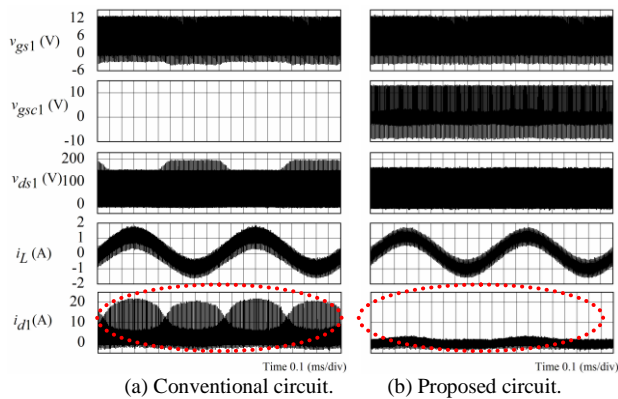 v_gs1 (V)
12
6
0
-6
v_gsc1(V)
10
0
-10
v_ds1 (V)
200
100
0
i_L (A)
2
1
0
-1
-2
i_d1(A)
20
10
0
Time 0.1 (ms/div)
Time 0.1 (ms/div)
(a) Conventional circuit.
(b) Proposed circuit.